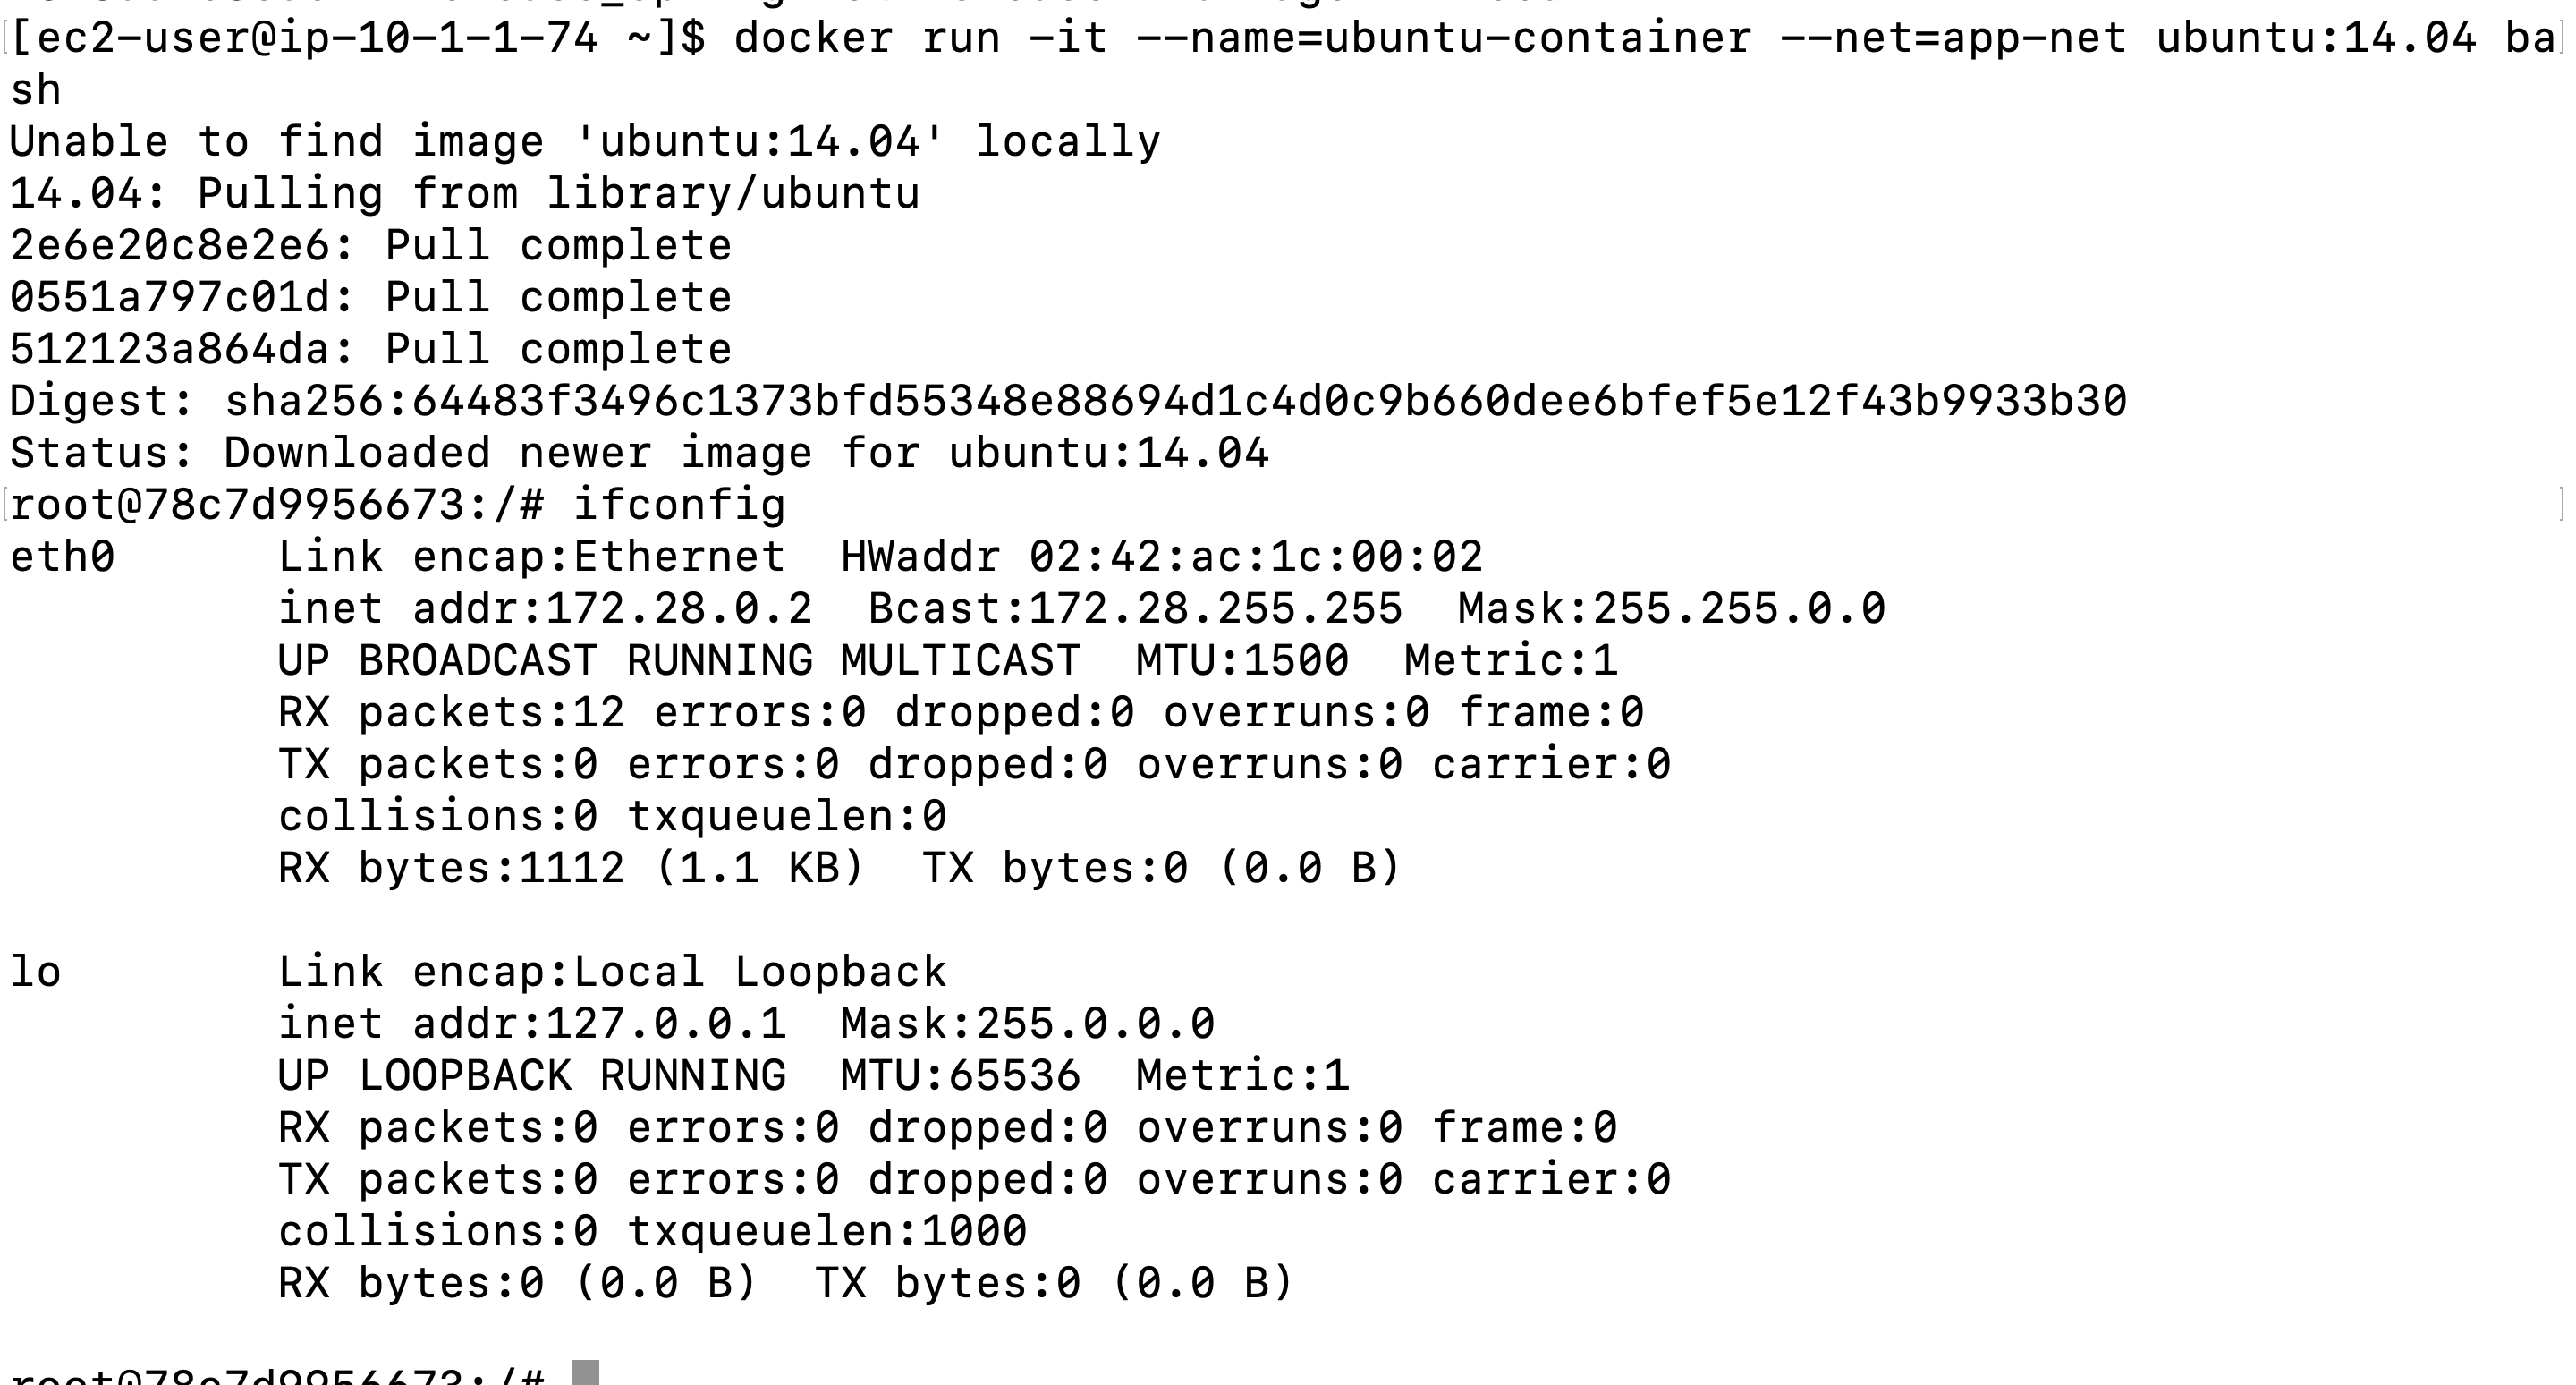 [ec2-user@ip-10-1-1-74 ~]$ docker run -it --name=ubuntu-container --net=app-net ubuntu:14.04 ba
sh
Unable to find image 'ubuntu:14.04' locally
14.04: Pulling from library/ubuntu
2e6e20c8e2e6: Pull complete
0551a797c01d: Pull complete
512123a864da: Pull complete
Digest: sha256:64483f3496c1373bfd55348e88694d1c4d0c9b660dee6bfef5e12f43b9933b30
Status: Downloaded newer image for ubuntu:14.04
root@78c7d9956673:/# ifconfig
eth0      Link encap:Ethernet  HWaddr 02:42:ac:1c:00:02
          inet addr:172.28.0.2  Bcast:172.28.255.255  Mask:255.255.0.0
          UP BROADCAST RUNNING MULTICAST  MTU:1500  Metric:1
          RX packets:12 errors:0 dropped:0 overruns:0 frame:0
          TX packets:0 errors:0 dropped:0 overruns:0 carrier:0
          collisions:0 txqueuelen:0
          RX bytes:1112 (1.1 KB)  TX bytes:0 (0.0 B)
lo        Link encap:Local Loopback
          inet addr:127.0.0.1  Mask:255.0.0.0
          UP LOOPBACK RUNNING  MTU:65536  Metric:1
          RX packets:0 errors:0 dropped:0 overruns:0 frame:0
          TX packets:0 errors:0 dropped:0 overruns:0 carrier:0
          collisions:0 txqueuelen:1000
          RX bytes:0 (0.0 B)  TX bytes:0 (0.0 B)
root@78c7d9956673:/#